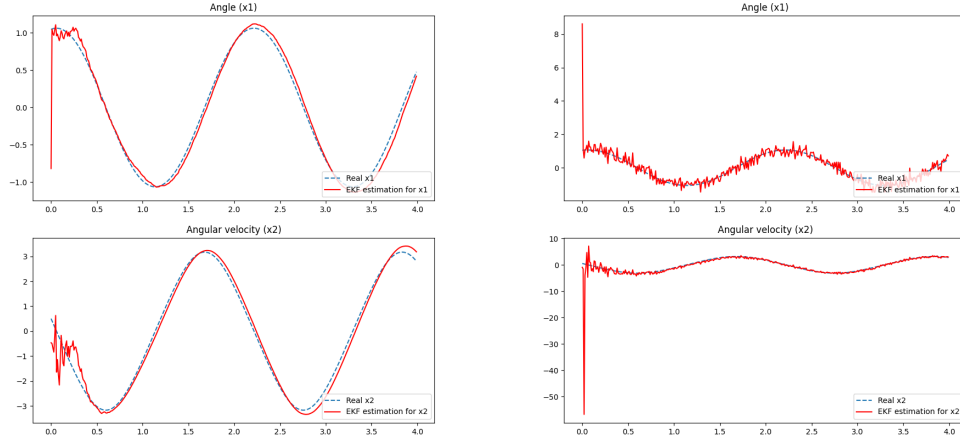 Angle (x1)
1.0
0.5
0.0
-0.5
-1.0
Real x1
EKF estimation for x1
0.0 0.5 1.0 1.5 2.0 2.5 3.0 3.5 4.0
Angular velocity (x2)
3
2
1
0
-1
-2
-3
Real x2
EKF estimation for x2
0.0 0.5 1.0 1.5 2.0 2.5 3.0 3.5 4.0
Angle (x1)
8
6
4
2
0
Real x1
EKF estimation for x1
0.0 0.5 1.0 1.5 2.0 2.5 3.0 3.5 4.0
Angular velocity (x2)
10
0
-10
-20
-30
-40
-50
Real x2
EKF estimation for x2
0.0 0.5 1.0 1.5 2.0 2.5 3.0 3.5 4.0